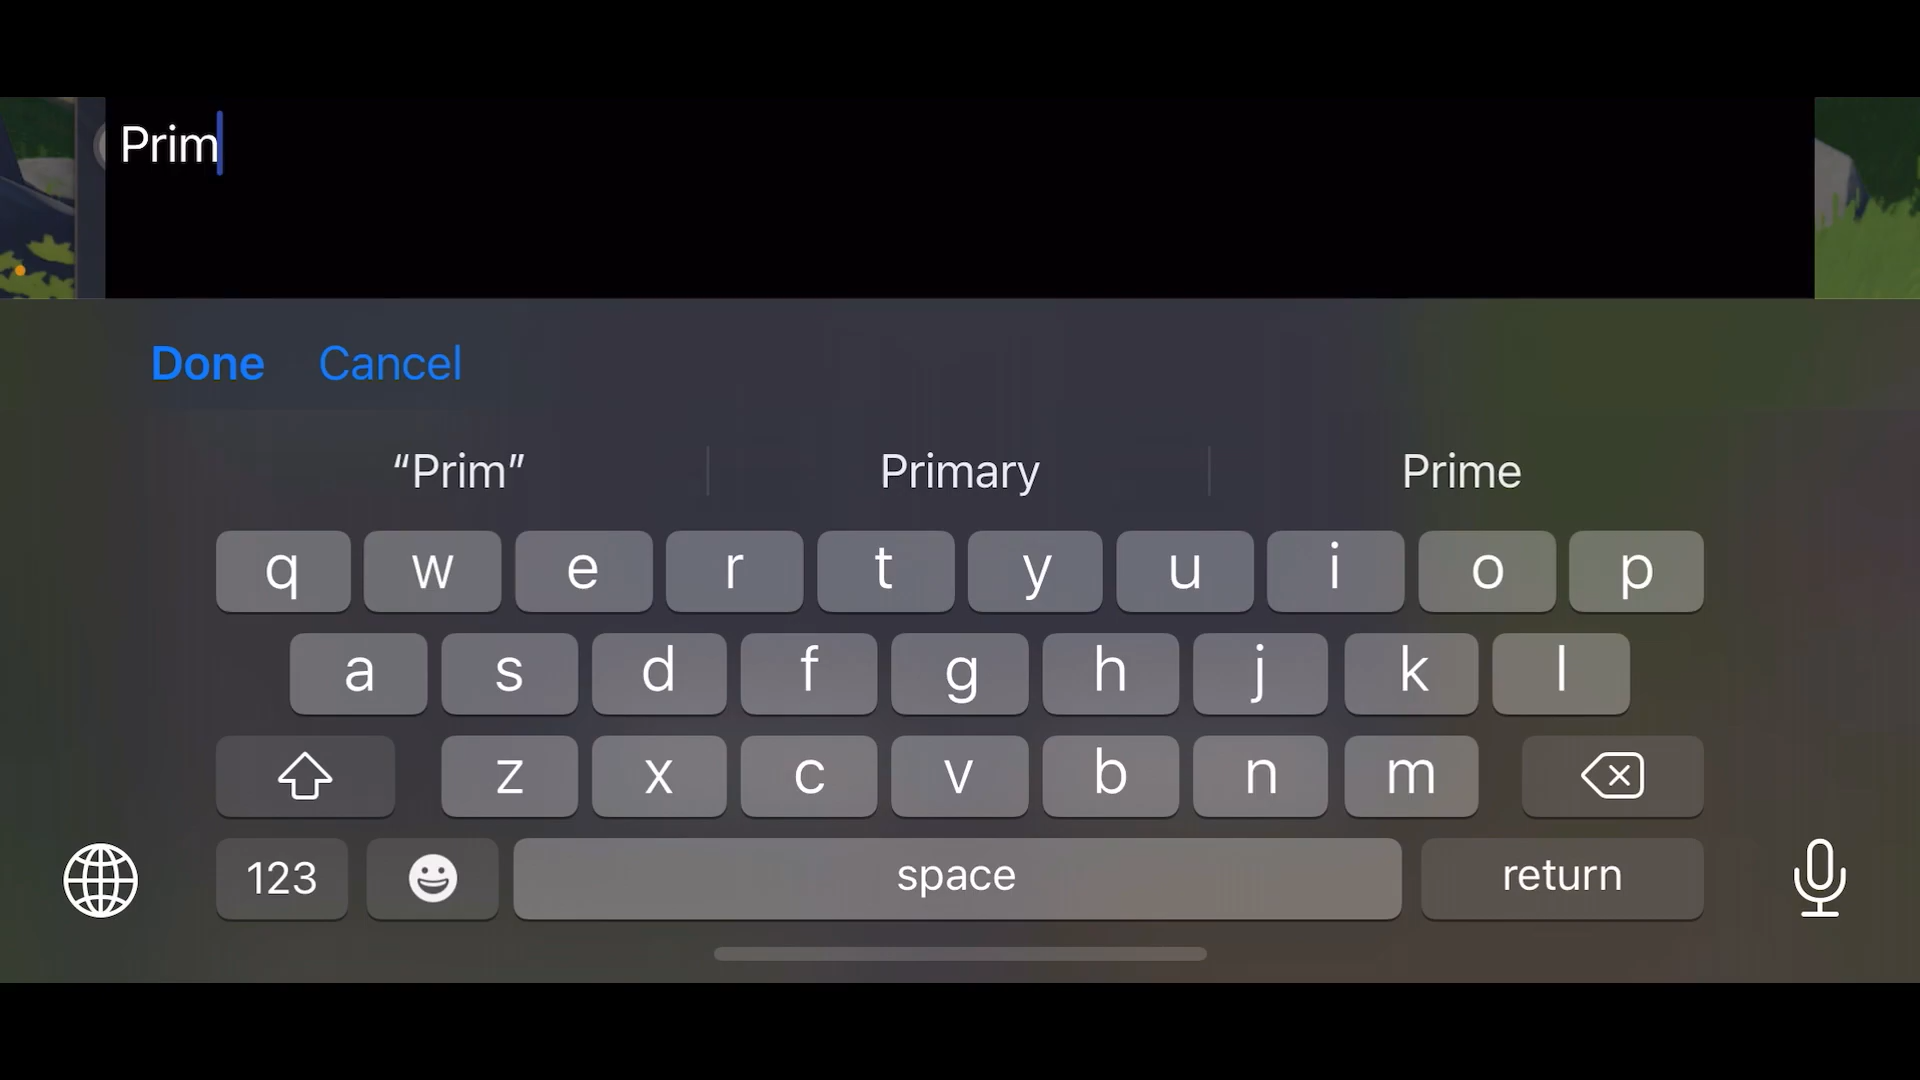 Prim
Done Cancel
“Prim” Primary Prime
q w e r t y u i o p
a s d f g h j k l
z x c v b n m
123 space return